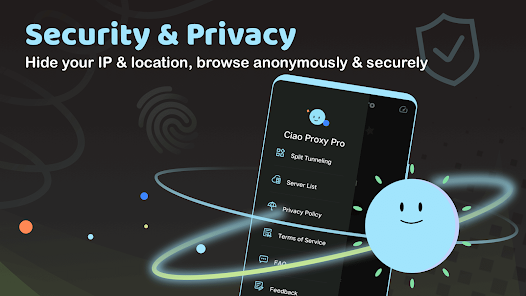 Security & Privacy
Hide your IP & location, browse anonymously & securely
Ciao Proxy Pro
Split Tunneling
Server List
Privacy Policy
Terms of Service
FAQ
Feedback